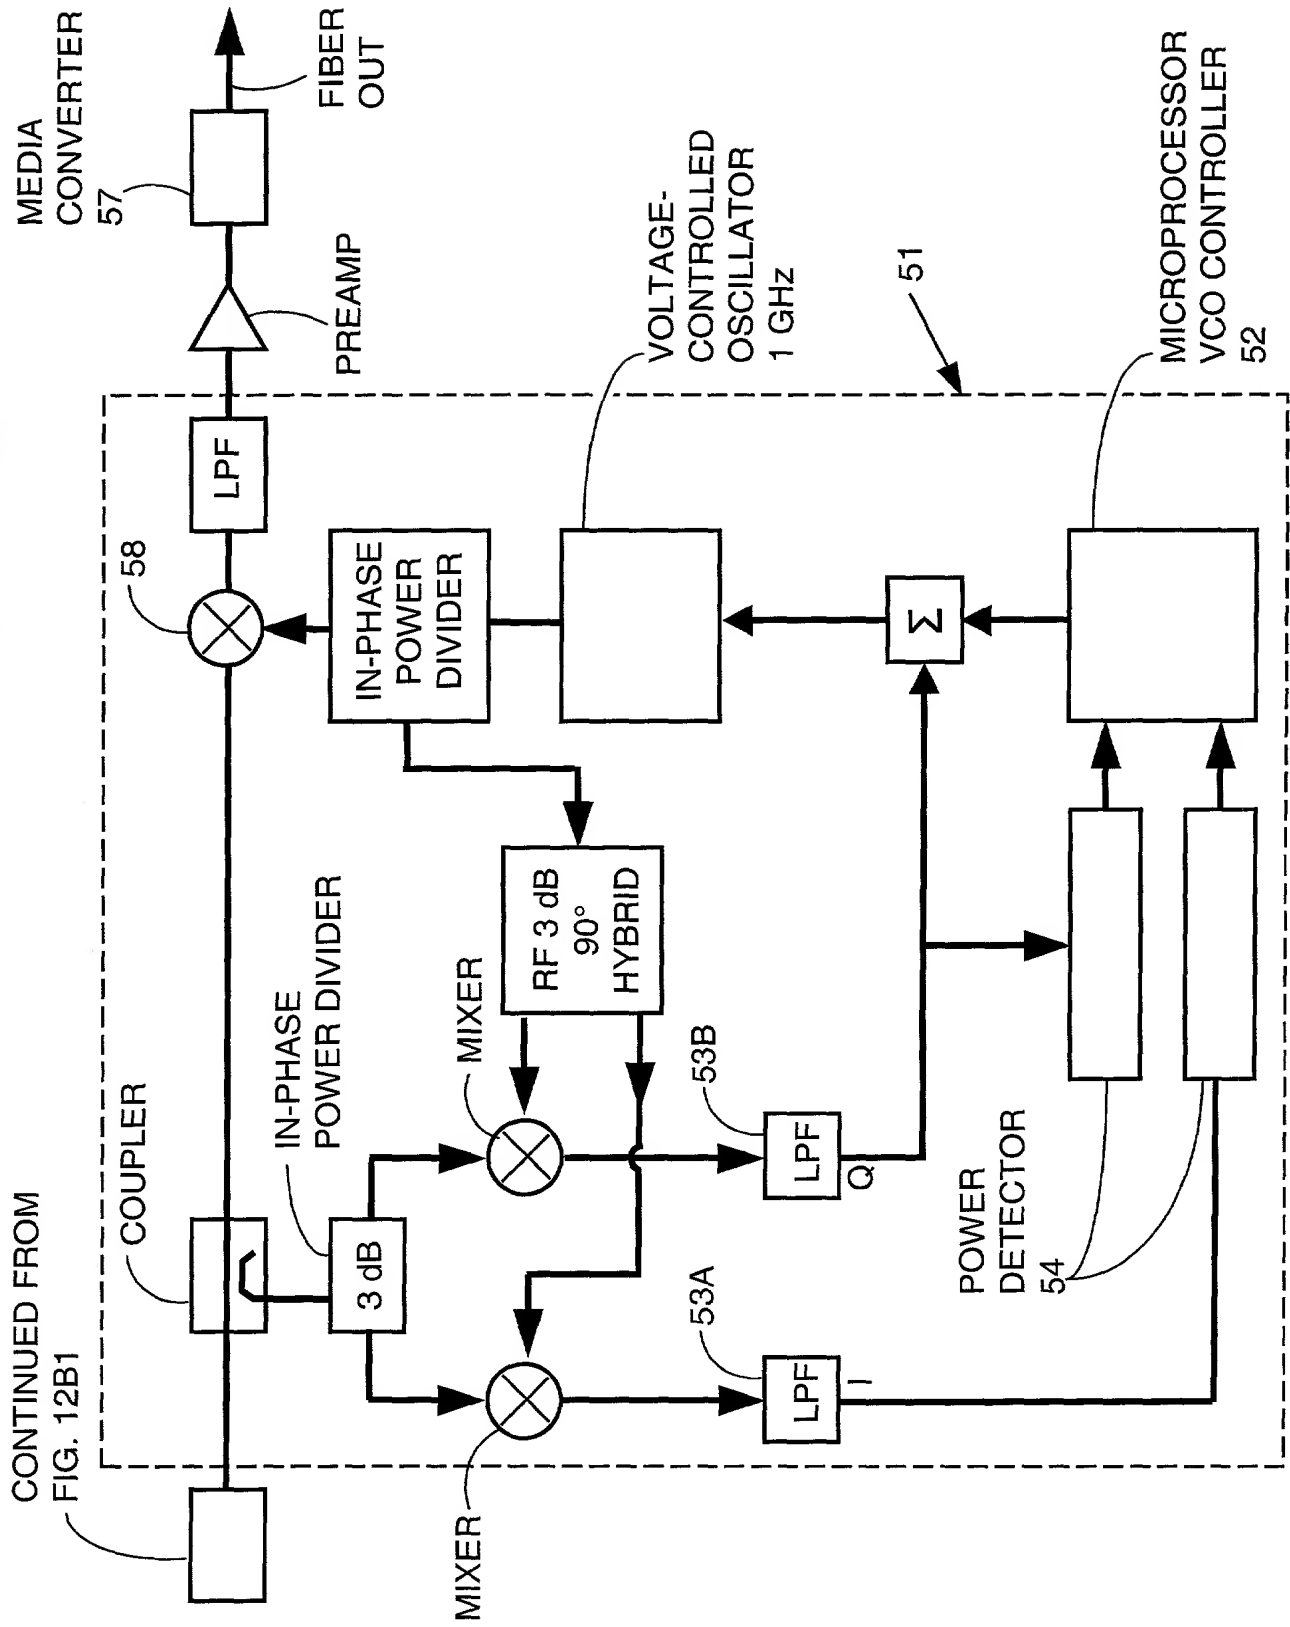 CONTINUED FROM
FIG. 12B1
COUPLER
58
MEDIA
CONVERTER
57
LPF
PREAMP
FIBER
OUT
IN-PHASE
POWER DIVIDER
3 dB
IN-PHASE
POWER
DIVIDER
MIXER
MIXER
RF 3 dB
90°
HYBRID
VOLTAGE-
CONTROLLED
OSCILLATOR
1 GHz
53A
53B
LPF
I
LPF
Q
Σ
51
POWER
DETECTOR
54
MICROPROCESSOR
VCO CONTROLLER
52